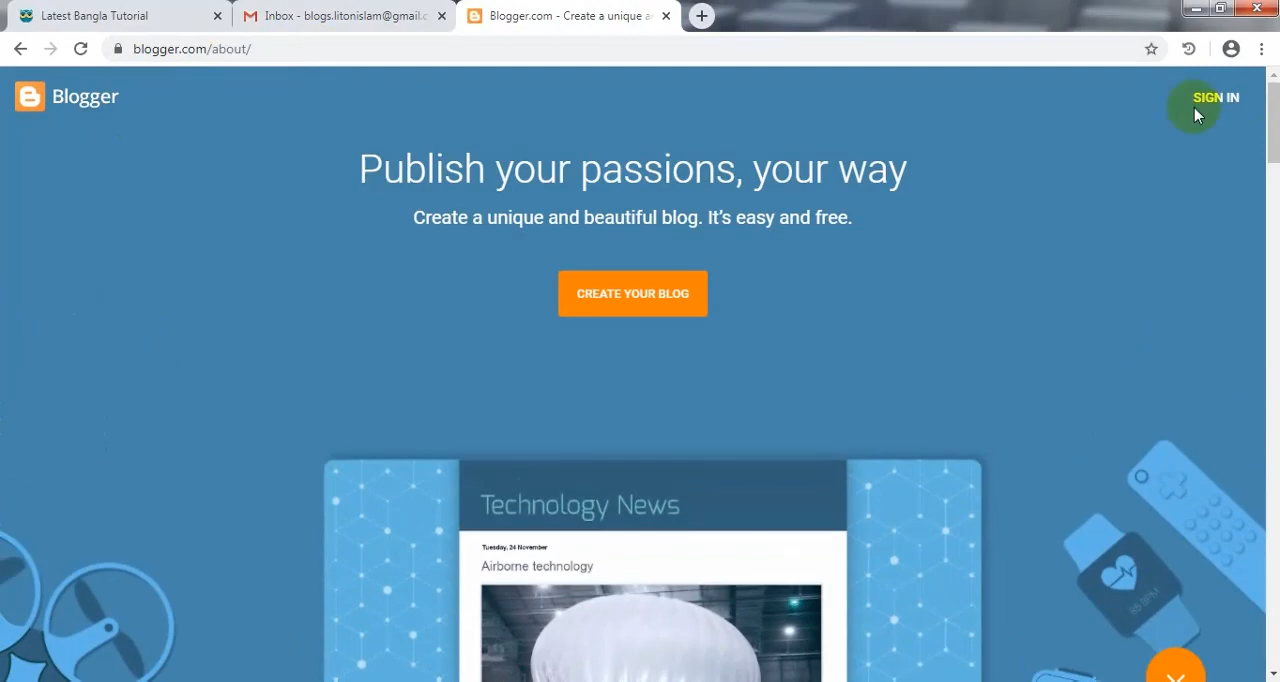 Latest Bangla Tutorial
Inbox - blogs.litonislam@gmail.c
Blogger.com - Create a unique a
blogger.com/about/
Blogger
SIGN IN
Publish your passions, your way
Create a unique and beautiful blog. It’s easy and free.
CREATE YOUR BLOG
Technology News
Tuesday, 24 November
Airborne technology
85 BPM